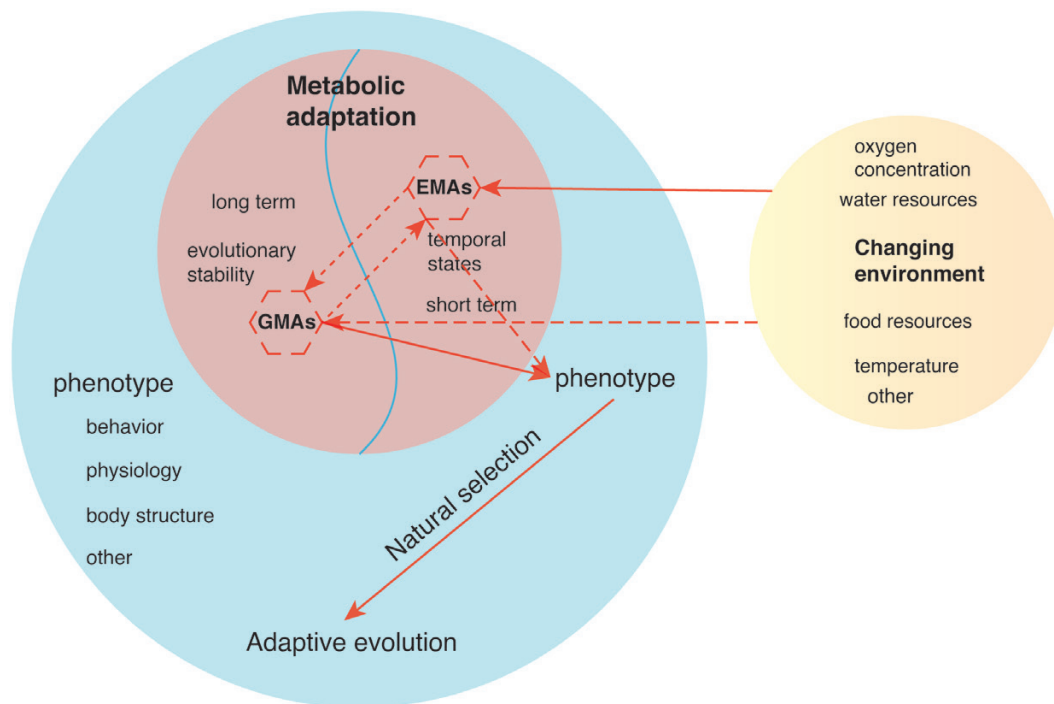 Metabolic
adaptation
EMAs
long term
evolutionary
stability
temporal
states
short term
GMAs
phenotype
behavior
physiology
body structure
other
phenotype
Natural selection
Adaptive evolution
oxygen
concentration
water resources
Changing
environment
food resources
temperature
other